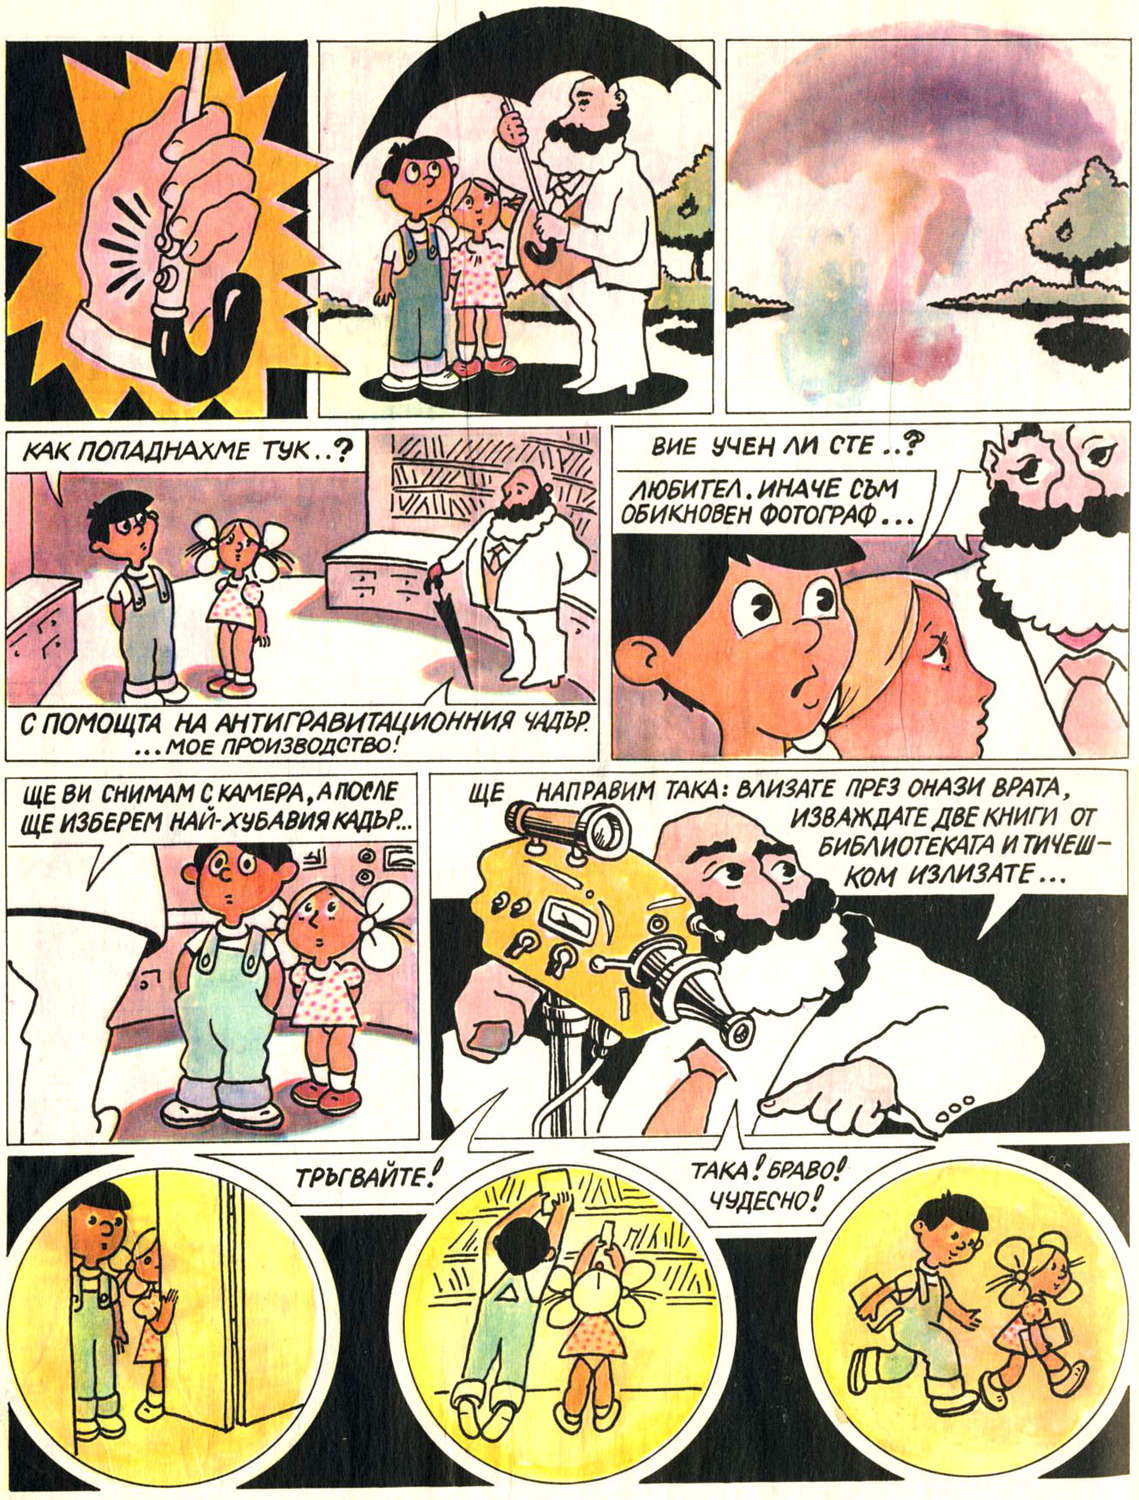 КАК ПОПАДНАХМЕ ТУК..?
С ПОМОЩТА НА АНТИГРАВИТАЦИОННИЯ ЧАДЪР.
...МОЕ ПРОИЗВОДСТВО!
ВИЕ УЧЕН ЛИ СТЕ..?
ЛЮБИТЕЛ. ИНАЧЕ СЪМ
ОБИКНОВЕН ФОТОГРАФ...
ЩЕ ВИ СНИМАМ С КАМЕРА, А ПОСЛЕ
ЩЕ ИЗБЕРЕМ НАЙ-ХУБАВИЯ КАДЪР...
ЩЕ НАПРАВИМ ТАКА: ВЛИЗАТЕ ПРЕЗ ОНАЗИ ВРАТА,
ИЗВАЖДАТЕ ДВЕ КНИГИ ОТ
БИБЛИОТЕКАТА И ТИЧЕШ-
КОМ ИЗЛИЗАТЕ...
ТРЪГВАЙТЕ!
ТАКА! БРАВО!
ЧУДЕСНО!